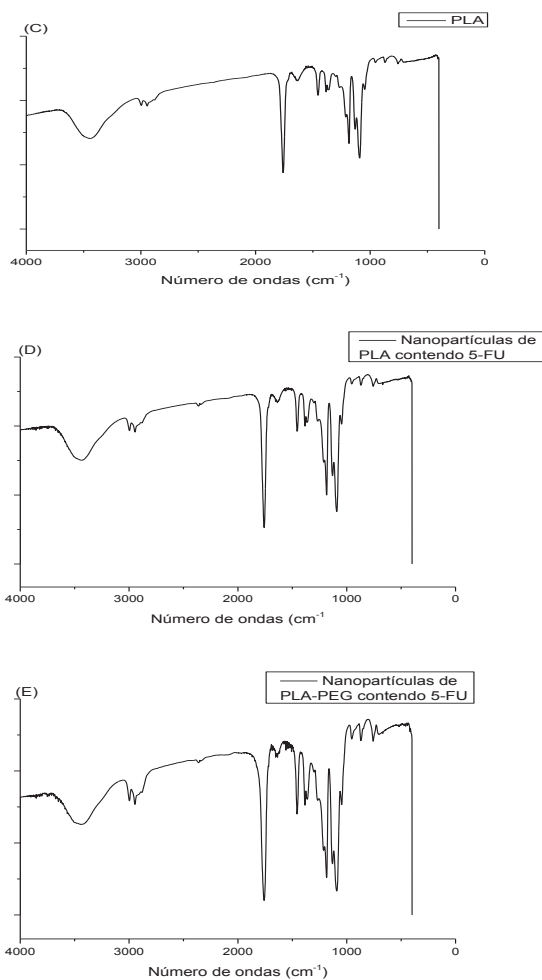 (C)
PLA
4000 3000 2000 1000 0
Número de ondas (cm⁻¹)
(D)
Nanopartículas de
PLA contendo 5-FU
4000 3000 2000 1000 0
Número de ondas (cm⁻¹
(E)
Nanopartículas de
PLA-PEG contendo 5-FU
4000 3000 2000 1000 0
Número de ondas (cm⁻¹)